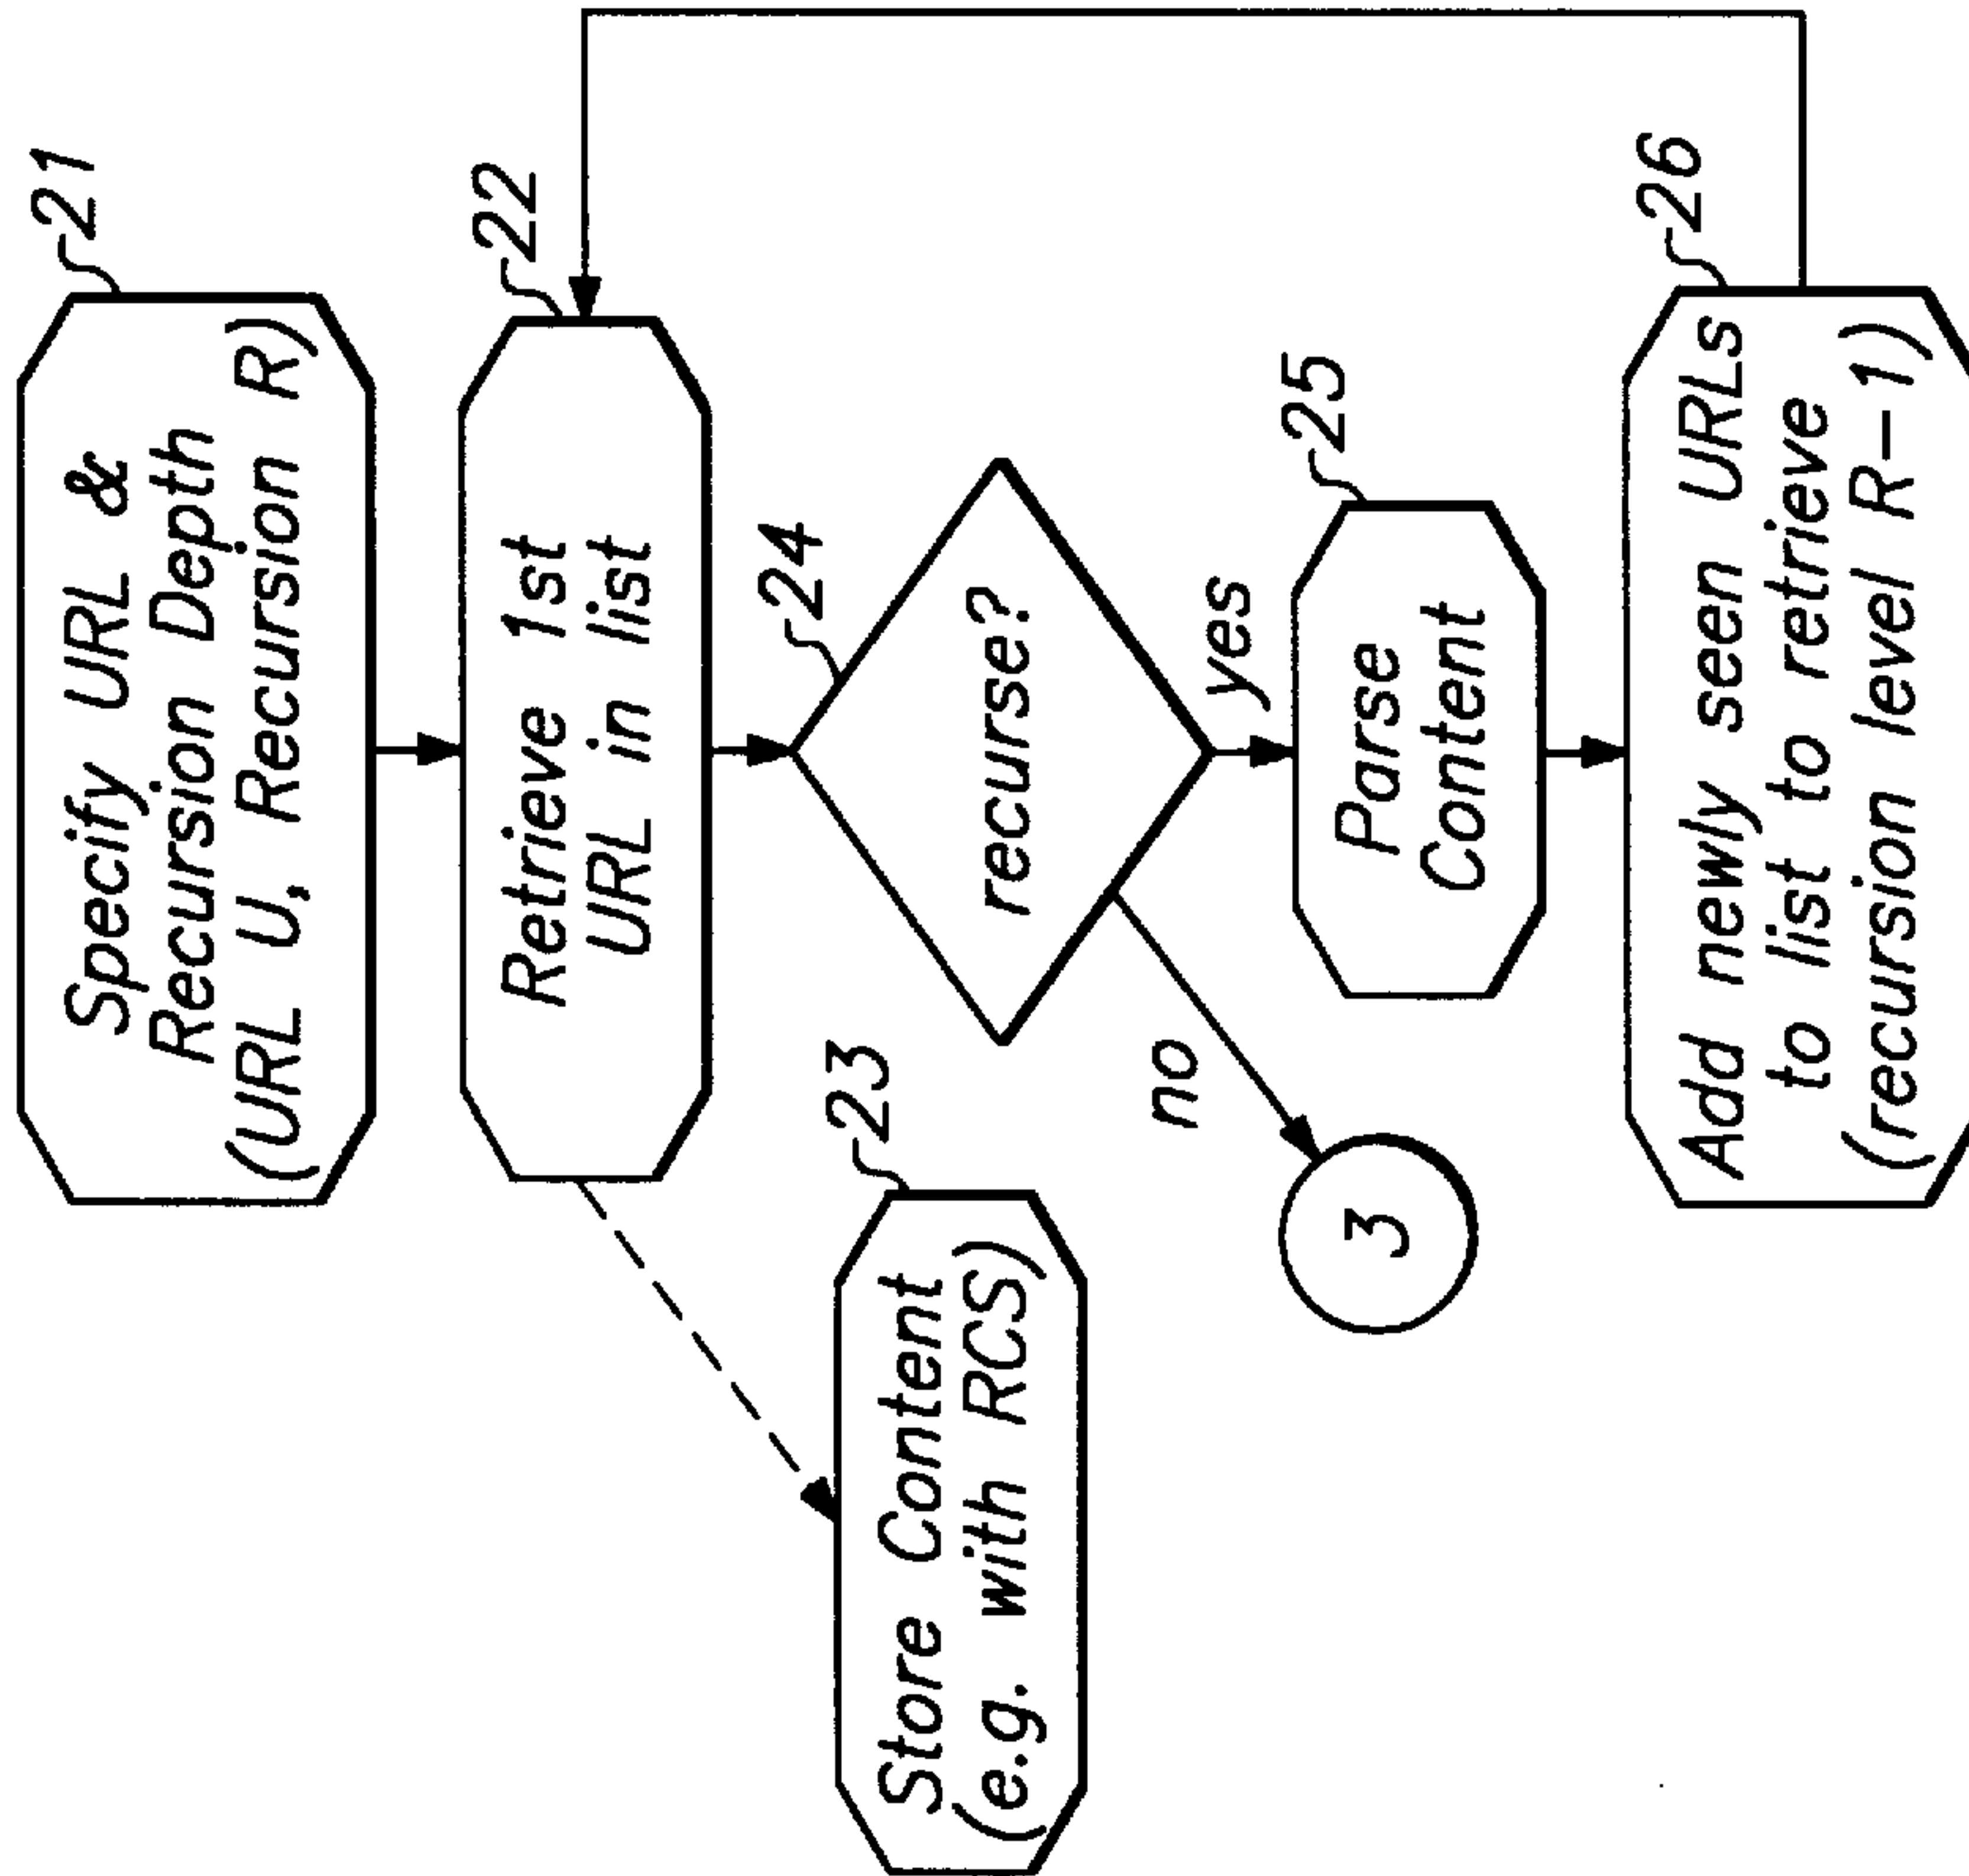 21
Specify URL &
Recursion Depth
(URL U, Recursion R)
22
Retrieve 1st
URL in list
23
Store Content
(e.g. with RCS)
24
recurse?
no
yes
3
25
Parse
Content
26
Add newly seen URLs
to list to retrieve
(recursion level R-1)